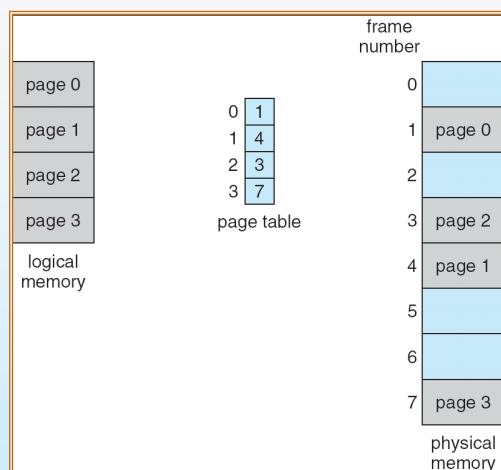 frame
number
page 0
page 1
page 2
page 3
logical
memory
0 1
1 4
2 3
3 7
page table
0
1 page 0
2
3 page 2
4 page 1
5
6
7 page 3
physical
memory